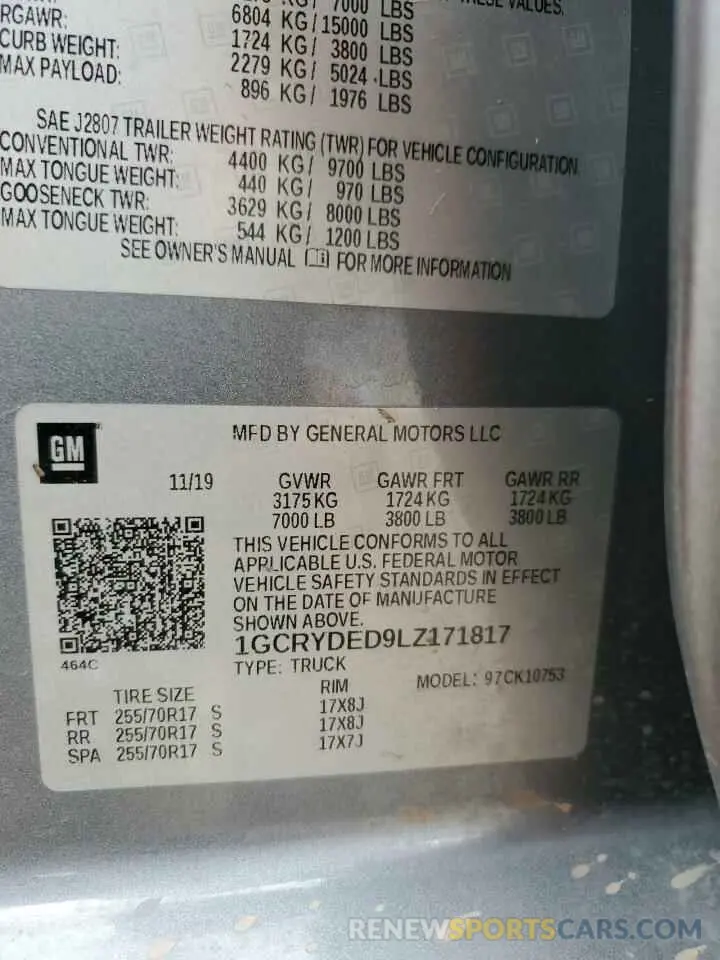 7000 LBS
THESE VALUES.
RGAWR: 6804 KG/ 15000 LBS
CURB WEIGHT: 1724 KG/ 3800 LBS
MAX PAYLOAD: 2279 KG/ 5024 LBS
896 KG/ 1976 LBS
SAE J2807 TRAILER WEIGHT RATING (TWR) FOR VEHICLE CONFIGURATION
CONVENTIONAL TWR: 4400 KG/ 9700 LBS
MAX TONGUE WEIGHT: 440 KG/ 970 LBS
GOOSENECK TWR: 3629 KG/ 8000 LBS
MAX TONGUE WEIGHT: 544 KG/ 1200 LBS
SEE OWNER'S MANUAL FOR MORE INFORMATION
GM
MFD BY GENERAL MOTORS LLC
11/19 GVWR GAWR FRT GAWR RR
3175 KG 1724 KG 1724 KG
7000 LB 3800 LB 3800 LB
THIS VEHICLE CONFORMS TO ALL
APPLICABLE U.S. FEDERAL MOTOR
VEHICLE SAFETY STANDARDS IN EFFECT
ON THE DATE OF MANUFACTURE
SHOWN ABOVE.
1GCRYDED9LZ171817
464C
TYPE: TRUCK
MODEL: 97CK10753
TIRE SIZE RIM
FRT 255/70R17 S 17X8J
RR 255/70R17 S 17X8J
SPA 255/70R17 S 17X7J
RENEWSPORTSCARS.COM